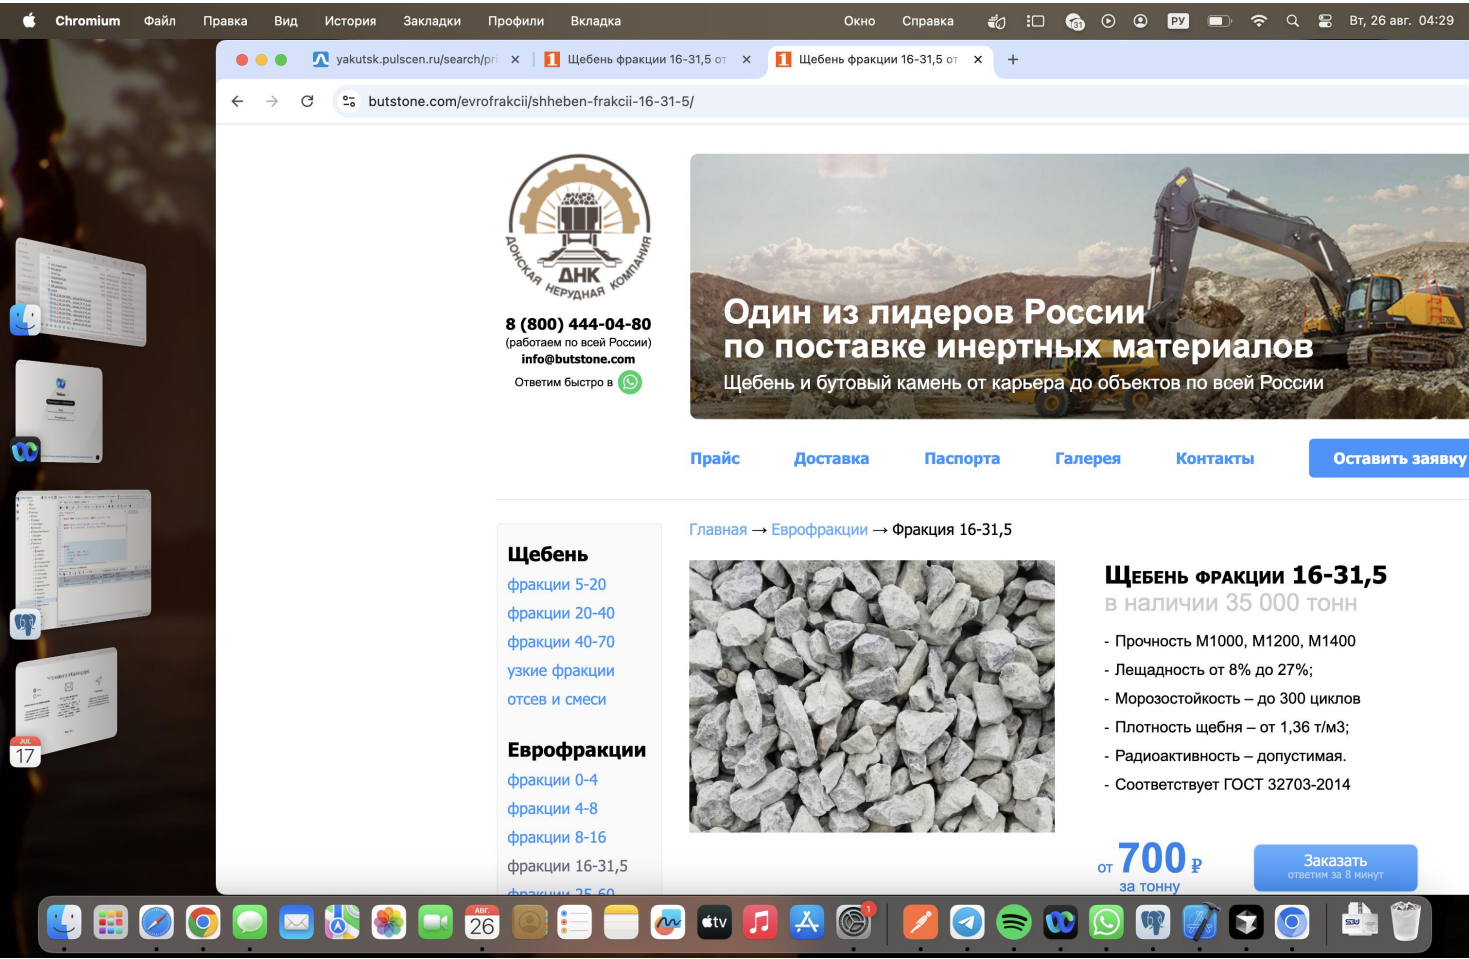 Chromium Файл Правка Вид История Закладки Профили Вкладка Окно Справка 31 РУ Вт, 26 авг. 04:29
yakutsk.pulscen.ru/search/pri Щебень фракции 16-31,5 от Щебень фракции 16-31,5 от
butstone.com/evrofrakcii/shheben-frakcii-16-31-5/
ДОНСКАЯ НЕРУДНАЯ КОМПАНИЯ
ДНК
8 (800) 444-04-80
(работаем по всей России)
info@butstone.com
Ответим быстро в
Один из лидеров России
по поставке инертных материалов
Щебень и бутовый камень от карьера до объектов по всей России
Прайс Доставка Паспорта Галерея Контакты Оставить заявку
Главная → Еврофракции → Фракция 16-31,5
Щебень
фракции 5-20
фракции 20-40
фракции 40-70
узкие фракции
отсев и смеси
Еврофракции
фракции 0-4
фракции 4-8
фракции 8-16
фракции 16-31,5
фракции 25-60
Щебень фракции 16-31,5
в наличии 35 000 тонн
- Прочность М1000, М1200, М1400
- Лещадность от 8% до 27%;
- Морозостойкость – до 300 циклов
- Плотность щебня – от 1,36 т/м3;
- Радиоактивность – допустимая.
- Соответствует ГОСТ 32703-2014
от 700 ₽
за тонну
Заказать
ответим за 8 минут
JUL
17
АВГ.
26
tv
1